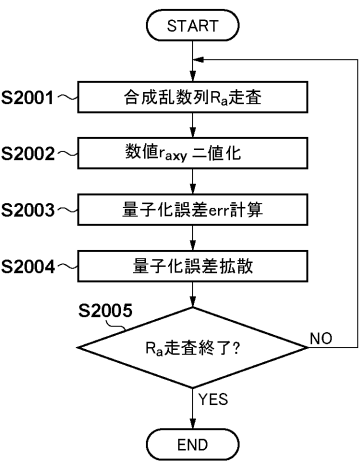 START
S2001 合成乱数列Ra走査
S2002 数値raxy 二値化
S2003 量子化誤差err計算
S2004 量子化誤差拡散
S2005
Ra走査終了?
NO
YES
END